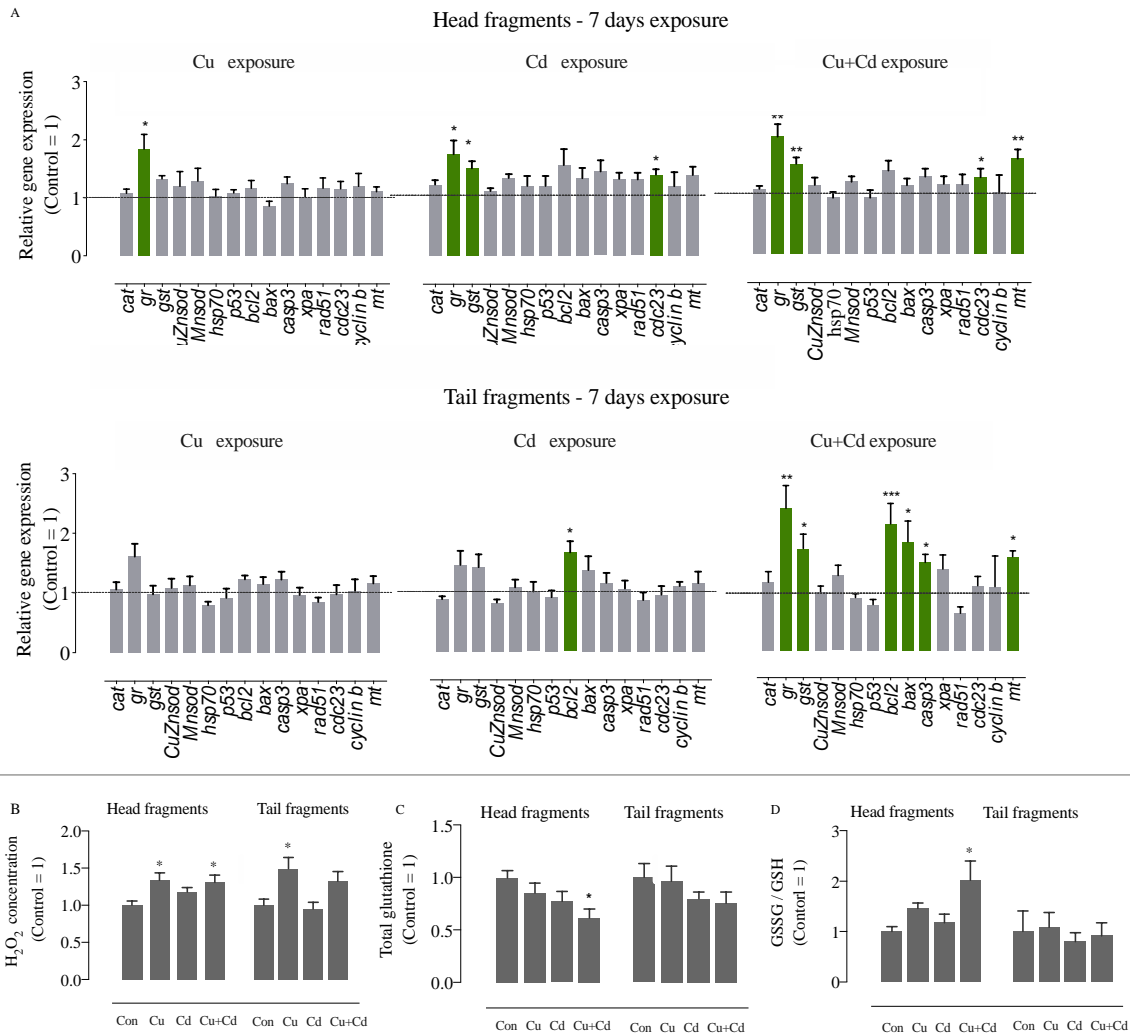 A
Head fragments - 7 days exposure
Cu exposure
Cd exposure
Cu+Cd exposure
Relative gene expression
(Control = 1)
3
2
1
0
*
* * *
** ** * **
cat gr gst uZnsod Mnsod hsp70 p53 bcl2 bax casp3 xpa rad51 cdc23 cyclin b mt
cat gr gst CuZnsod Mnsod hsp70 p53 bcl2 bax casp3 xpa rad51 cdc23 cyclin b mt
cat gr gst CuZnsod hsp70 Mnsod p53 bcl2 bax casp3 xpa rad51 cdc23 cyclin b mt
Tail fragments - 7 days exposure
Cu exposure
Cd exposure
Cu+Cd exposure
Relative gene expression
(Control = 1)
3
2
1
0
*
** * *** * * *
cat gr gst CuZnsod Mnsod hsp70 p53 bcl2 bax casp3 xpa rad51 cdc23 cyclin b mt
cat gr gst CuZnsod Mnsod hsp70 p53 bcl2 bax casp3 xpa rad51 cdc23 cyclin b mt
cat gr gst CuZnsod Mnsod hsp70 p53 bcl2 bax casp3 xpa rad51 cdc23 cyclin b mt
B
Head fragments
Tail fragments
H2O2 concentration
(Control = 1)
2.0
1.5
1.0
0.5
0.0
* * *
Con Cu Cd Cu+Cd Con Cu Cd Cu+Cd
C
Head fragments
Tail fragments
Total glutathione
(Control = 1)
1.5
1.0
0.5
0.0
*
Con Cu Cd Cu+Cd Con Cu Cd Cu+Cd
D
Head fragments
Tail fragments
GSSG / GSH
(Contorl = 1)
3
2
1
0
*
Con Cu Cd Cu+Cd Con Cu Cd Cu+Cd